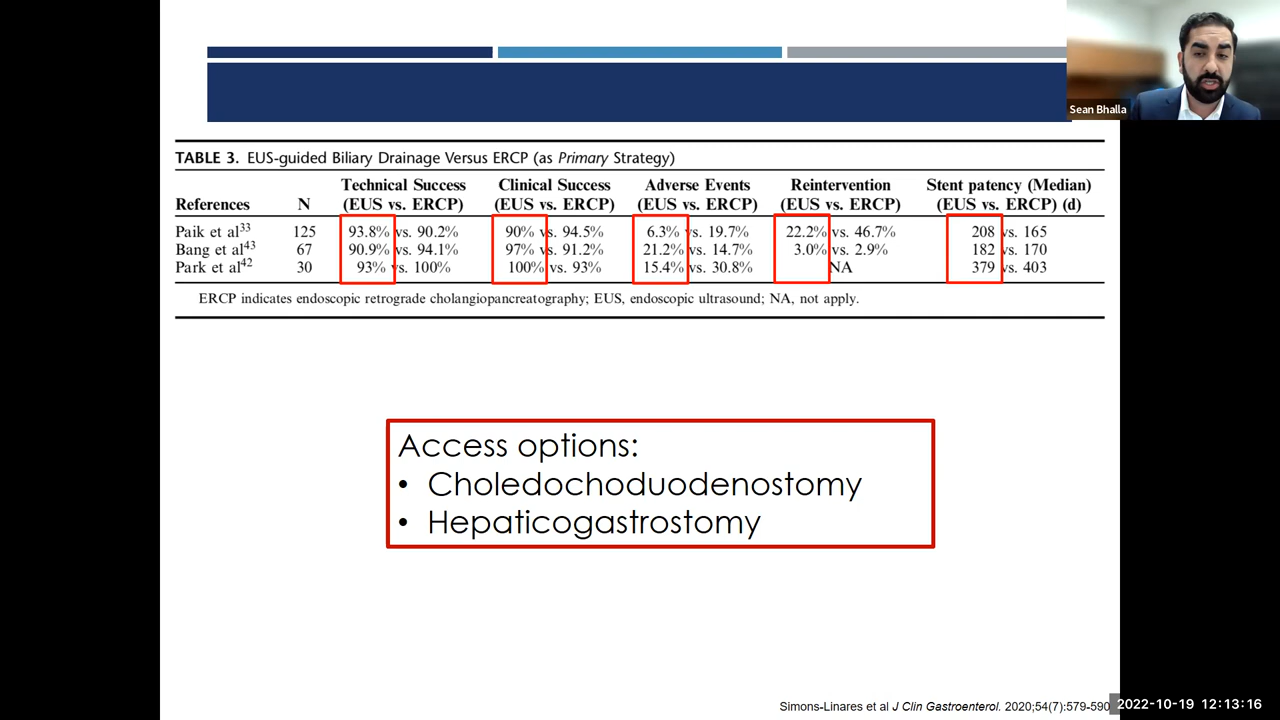 Sean Bhalla
TABLE 3. EUS-guided Biliary Drainage Versus ERCP (as Primary Strategy)
Technical Success Clinical Success Adverse Events Reintervention Stent patency (Median)
References N (EUS vs. ERCP) (EUS vs. ERCP) (EUS vs. ERCP) (EUS vs. ERCP) (EUS vs. ERCP) (d)
Paik et al33 125 93.8% vs. 90.2% 90% vs. 94.5% 6.3% vs. 19.7% 22.2% vs. 46.7% 208 vs. 165
Bang et al43 67 90.9% vs. 94.1% 97% vs. 91.2% 21.2% vs. 14.7% 3.0% vs. 2.9% 182 vs. 170
Park et al42 30 93% vs. 100% 100% vs. 93% 15.4% vs. 30.8% NA 379 vs. 403
ERCP indicates endoscopic retrograde cholangiopancreatography; EUS, endoscopic ultrasound; NA, not apply.
Access options:
• Choledochoduodenostomy
• Hepaticogastrostomy
Simons-Linares et al J Clin Gastroenterol. 2020;54(7):579-590
2022-10-19 12:13:16